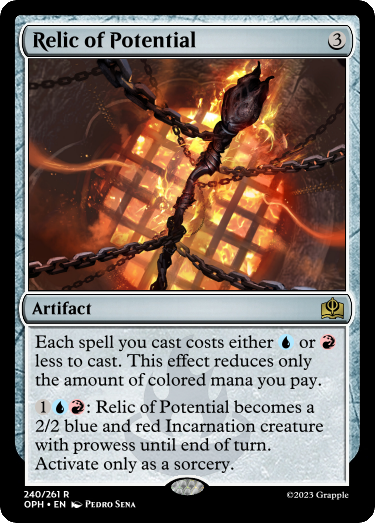 Relic of Potential 3
Artifact
Each spell you cast costs either U or R
less to cast. This effect reduces only
the amount of colored mana you pay.
1UR: Relic of Potential becomes a
2/2 blue and red Incarnation creature
with prowess until end of turn.
Activate only as a sorcery.
240/261 R
OPH • EN Pedro Sena
©2023 Grapple